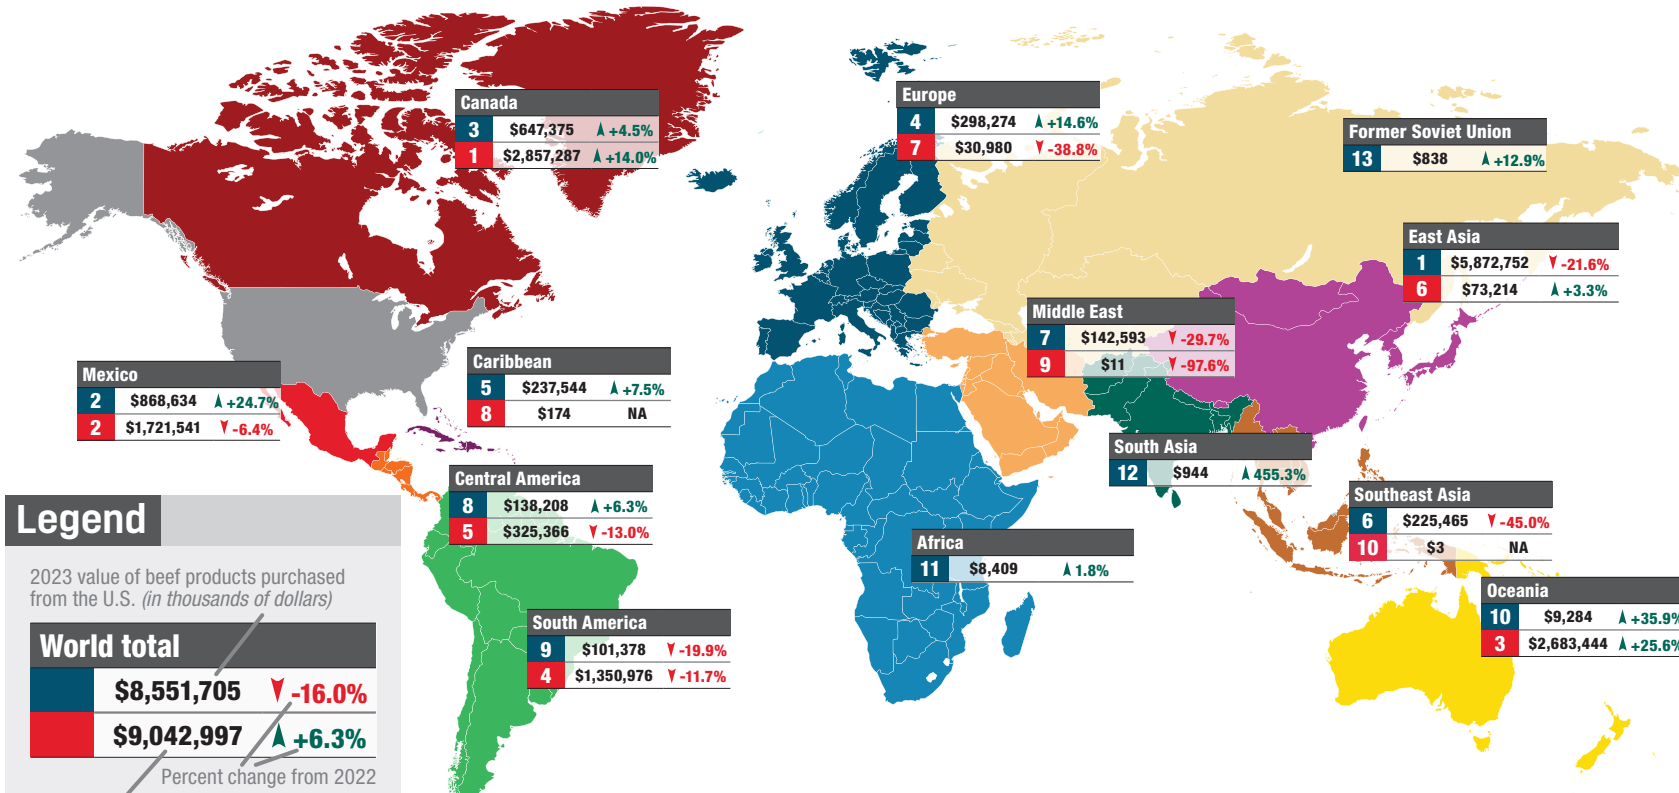 Canada
3 $647,375 +4.5%
1 $2,857,287 +14.0%
Europe
4 $298,274 +14.6%
7 $30,980 -38.8%
Former Soviet Union
13 $838 +12.9%
East Asia
1 $5,872,752 -21.6%
6 $73,214 +3.3%
Middle East
7 $142,593 -29.7%
9 $11 -97.6%
Mexico
2 $868,634 +24.7%
2 $1,721,541 -6.4%
Caribbean
5 $237,544 +7.5%
8 $174 NA
South Asia
12 $944 455.3%
Central America
8 $138,208 +6.3%
5 $325,366 -13.0%
Southeast Asia
6 $225,465 -45.0%
10 $3 NA
Africa
11 $8,409 1.8%
Oceania
10 $9,284 +35.9%
3 $2,683,444 +25.6%
South America
9 $101,378 -19.9%
4 $1,350,976 -11.7%
Legend
2023 value of beef products purchased
from the U.S. (in thousands of dollars)
World total
$8,551,705 -16.0%
$9,042,997 +6.3%
Percent change from 2022